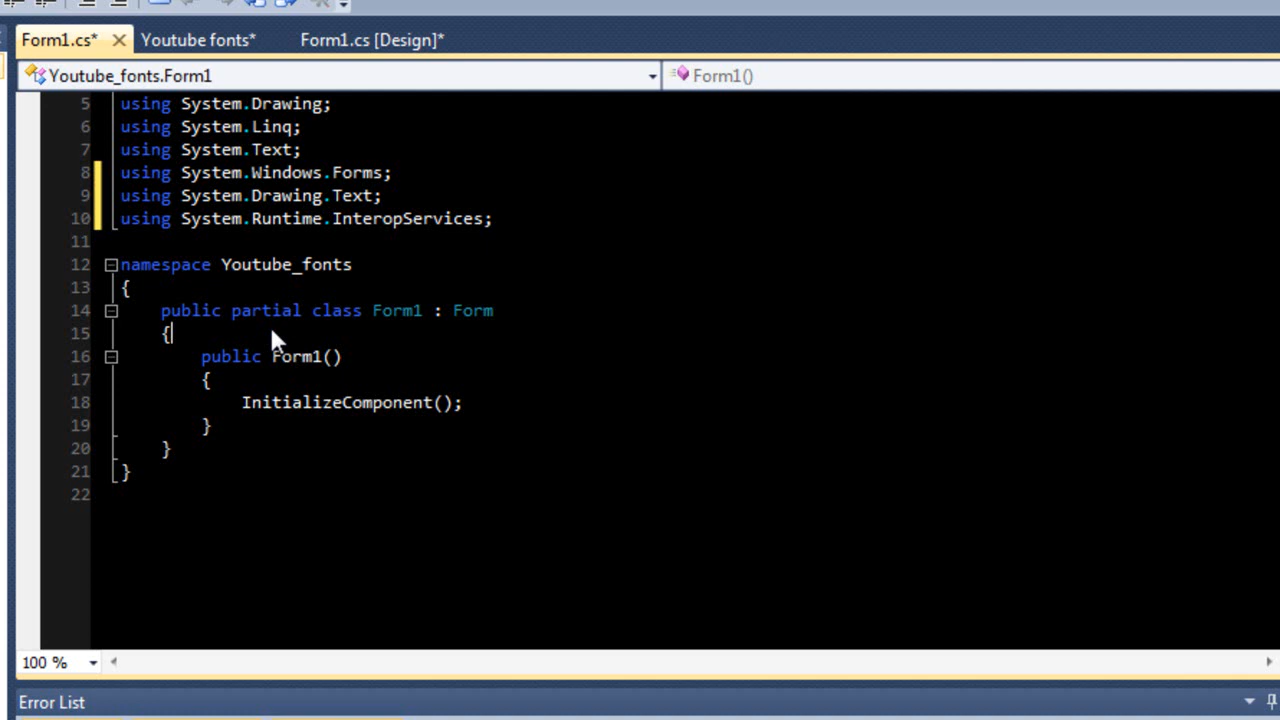 Form1.cs* Youtube fonts* Form1.cs [Design]*
Youtube_fonts.Form1 Form1()
5 using System.Drawing;
6 using System.Linq;
7 using System.Text;
8 using System.Windows.Forms;
9 using System.Drawing.Text;
10 using System.Runtime.InteropServices;
11
12 namespace Youtube_fonts
13 {
14 public partial class Form1 : Form
15 {
16 public Form1()
17 {
18 InitializeComponent();
19 }
20 }
21 }
22
100 %
Error List